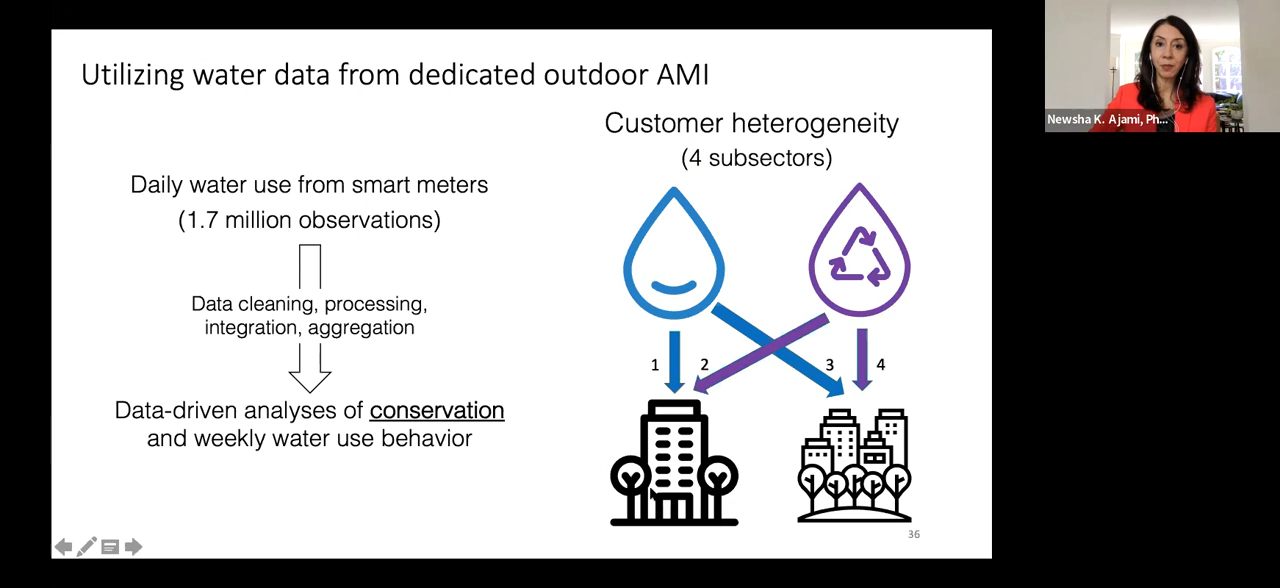 Utilizing water data from dedicated outdoor AMI
Daily water use from smart meters
(1.7 million observations)
Data cleaning, processing,
integration, aggregation
Data-driven analyses of conservation
and weekly water use behavior
Customer heterogeneity
(4 subsectors)
1
2
3
4
36
Newsha K. Ajami, Ph...